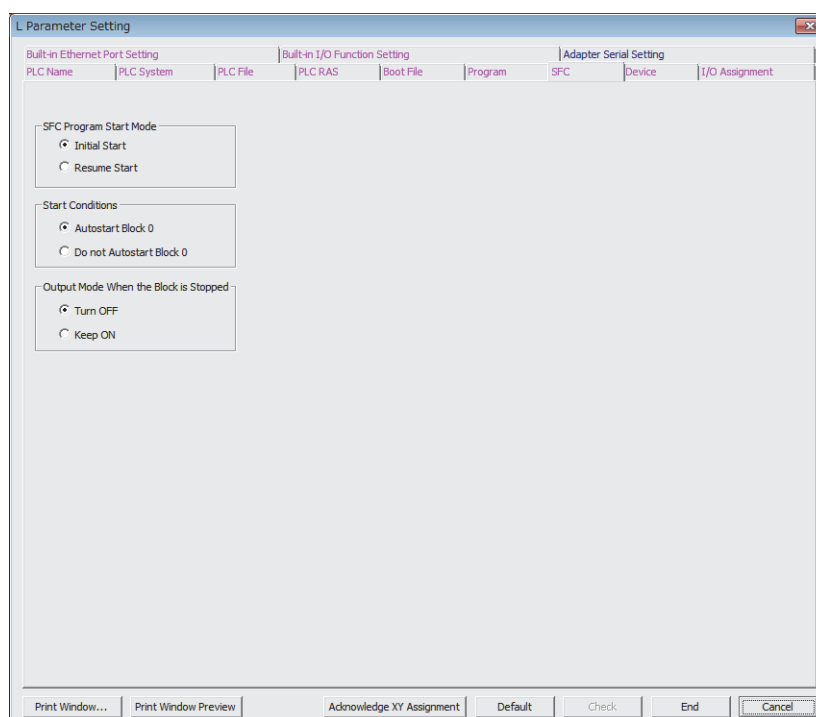 L Parameter Setting
Built-in Ethernet Port Setting Built-in I/O Function Setting Adapter Serial Setting
PLC Name PLC System PLC File PLC RAS Boot File Program SFC Device I/O Assignment
SFC Program Start Mode
Initial Start
Resume Start
Start Conditions
Autostart Block 0
Do not Autostart Block 0
Output Mode When the Block is Stopped
Turn OFF
Keep ON
Print Window... Print Window Preview Acknowledge XY Assignment Default Check End Cancel